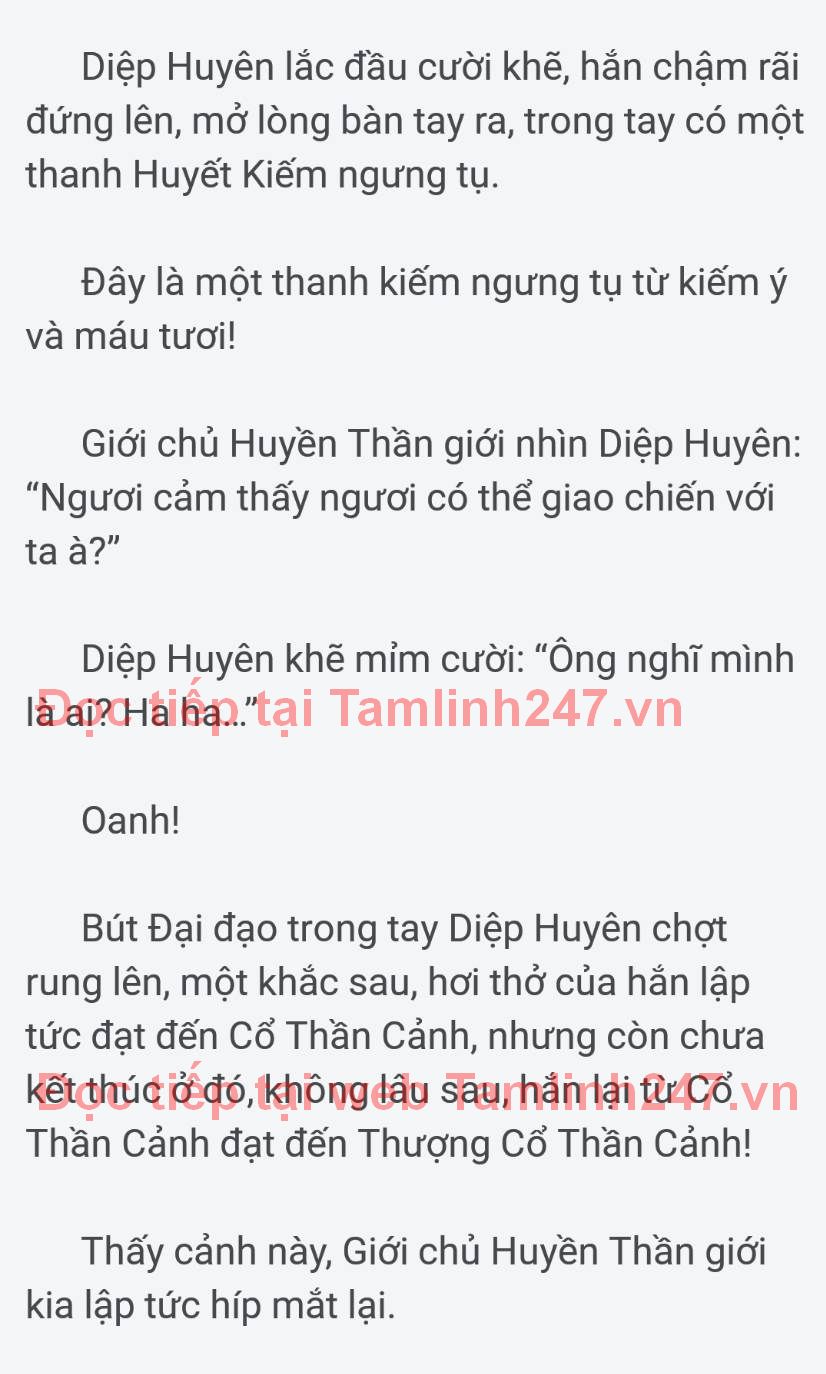 Diệp Huyên lắc đầu cười khẽ, hắn chậm rãi
đứng lên, mở lòng bàn tay ra, trong tay có một
thanh Huyết Kiếm ngưng tụ.
Đây là một thanh kiếm ngưng tụ từ kiếm ý
và máu tươi!
Giới chủ Huyền Thần giới nhìn Diệp Huyên:
“Ngươi cảm thấy ngươi có thể giao chiến với
ta à?”
Diệp Huyên khẽ mỉm cười: “Ông nghĩ mình
là ai? Ha ha...”
Đọc tiếp tại Tamlinh247.vn
Oanh!
Bút Đại đạo trong tay Diệp Huyên chợt
rung lên, một khắc sau, hơi thở của hắn lập
tức đạt đến Cổ Thần Cảnh, nhưng còn chưa
kết thúc ở đó, không lâu sau, hắn lại từ Cổ
Đọc tiếp tại web Tamlinh247.vn
Thần Cảnh đạt đến Thượng Cổ Thần Cảnh!
Thấy cảnh này, Giới chủ Huyền Thần giới
kia lập tức híp mắt lại.